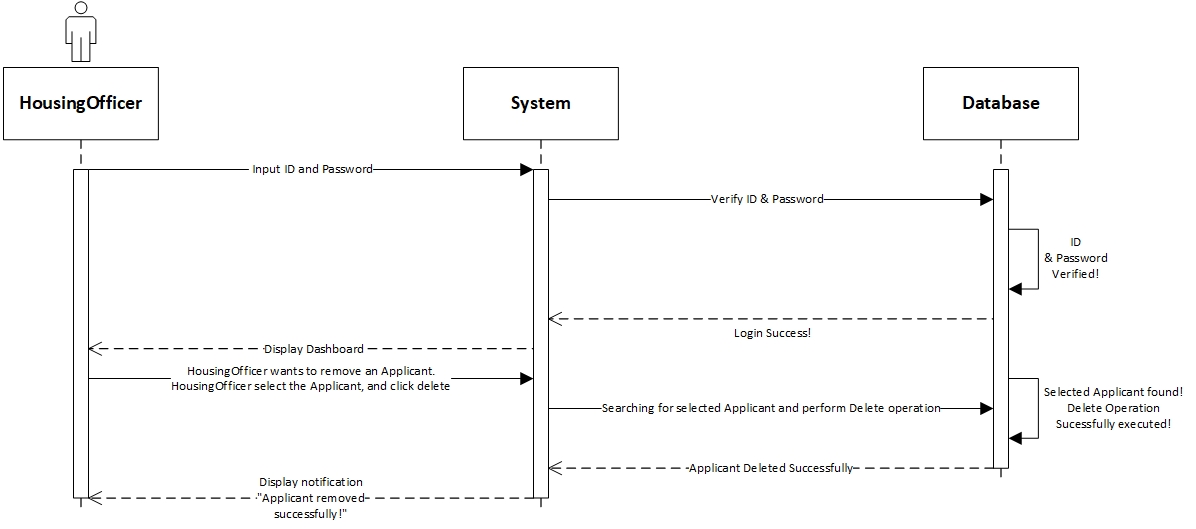 HousingOfficer
System
Database
Input ID and Password
Verify ID & Password
ID
& Password
Verified!
Login Success!
Display Dashboard
HousingOfficer wants to remove an Applicant.
HousingOfficer select the Applicant, and click delete
Searching for selected Applicant and perform Delete operation
Selected Applicant found!
Delete Operation
Sucessfully executed!
Applicant Deleted Successfully
Display notification
"Applicant removed
successfully!"